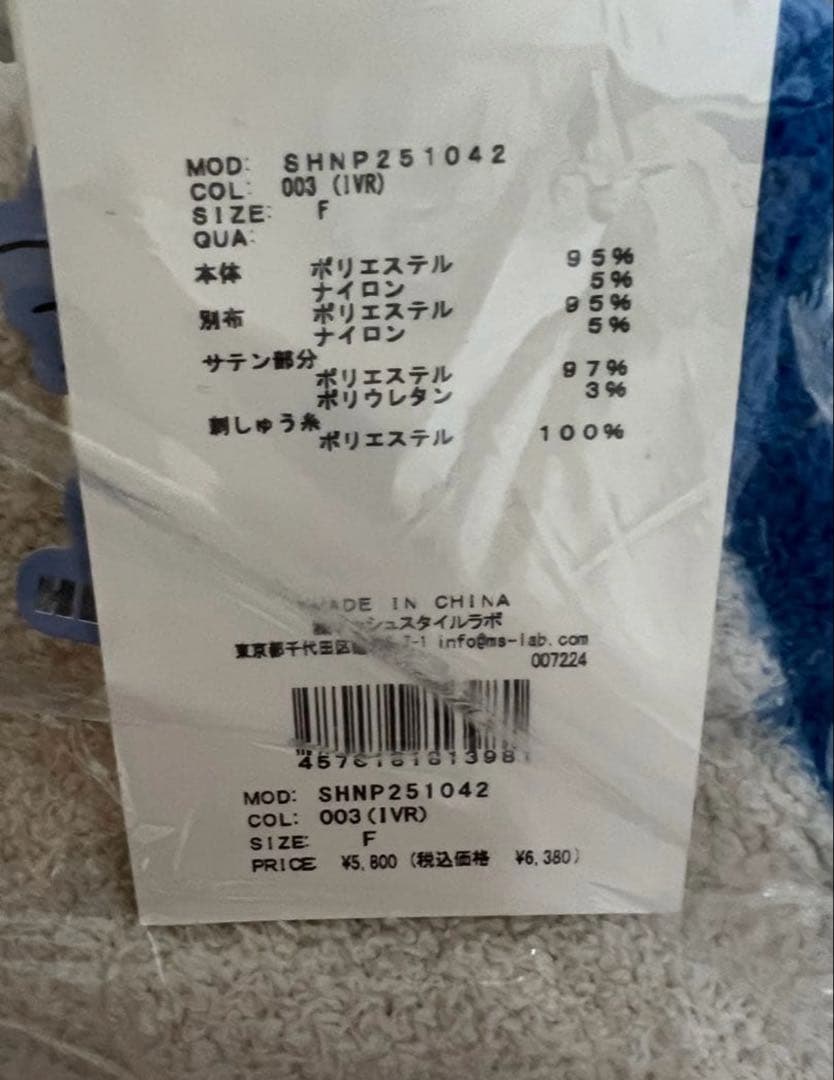 MOD: SHNP251042
COL: 003 (IVR)
SIZE: F
QUA:
本体 ポリエステル 95%
ナイロン 5%
別布 ポリエステル 95%
ナイロン 5%
サテン部分
ポリエステル 97%
ポリウレタン 3%
刺しゅう糸
ポリエステル 100%
MADE IN CHINA
シュスタイルラボ
東京都千代田区 info@ms-lab.com
007224
MOD: SHNP251042
COL: 003(IVR)
SIZE: F
PRICE ¥5,800 (税込価格 ¥6,380)